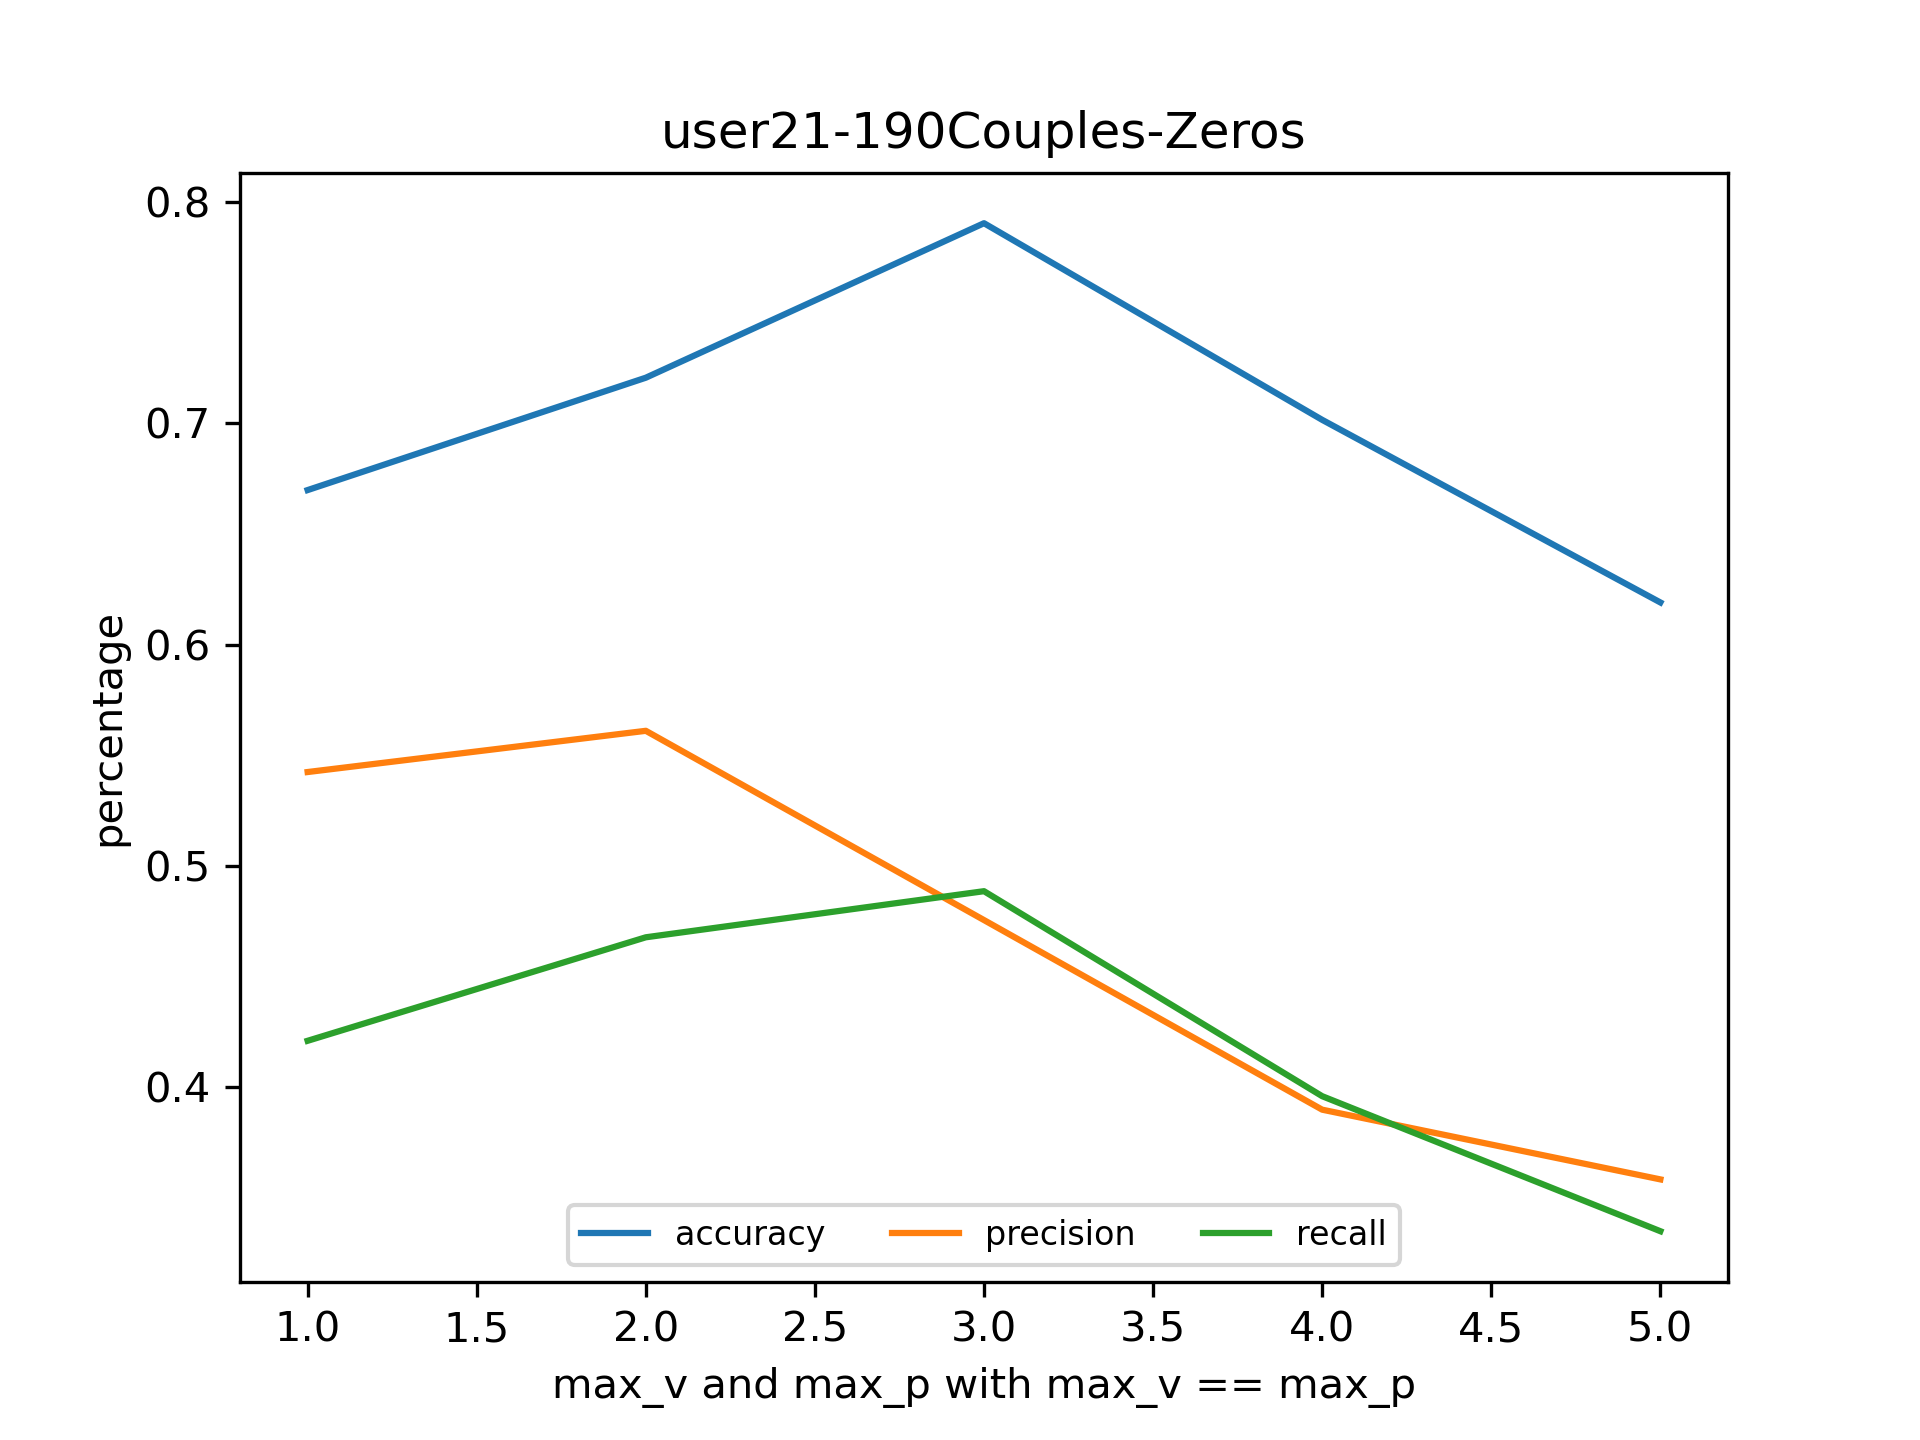 user21-190Couples-Zeros
0.8
0.7
0.6
0.5
0.4
percentage
accuracy precision recall
1.0 1.5 2.0 2.5 3.0 3.5 4.0 4.5 5.0
max_v and max_p with max_v == max_p